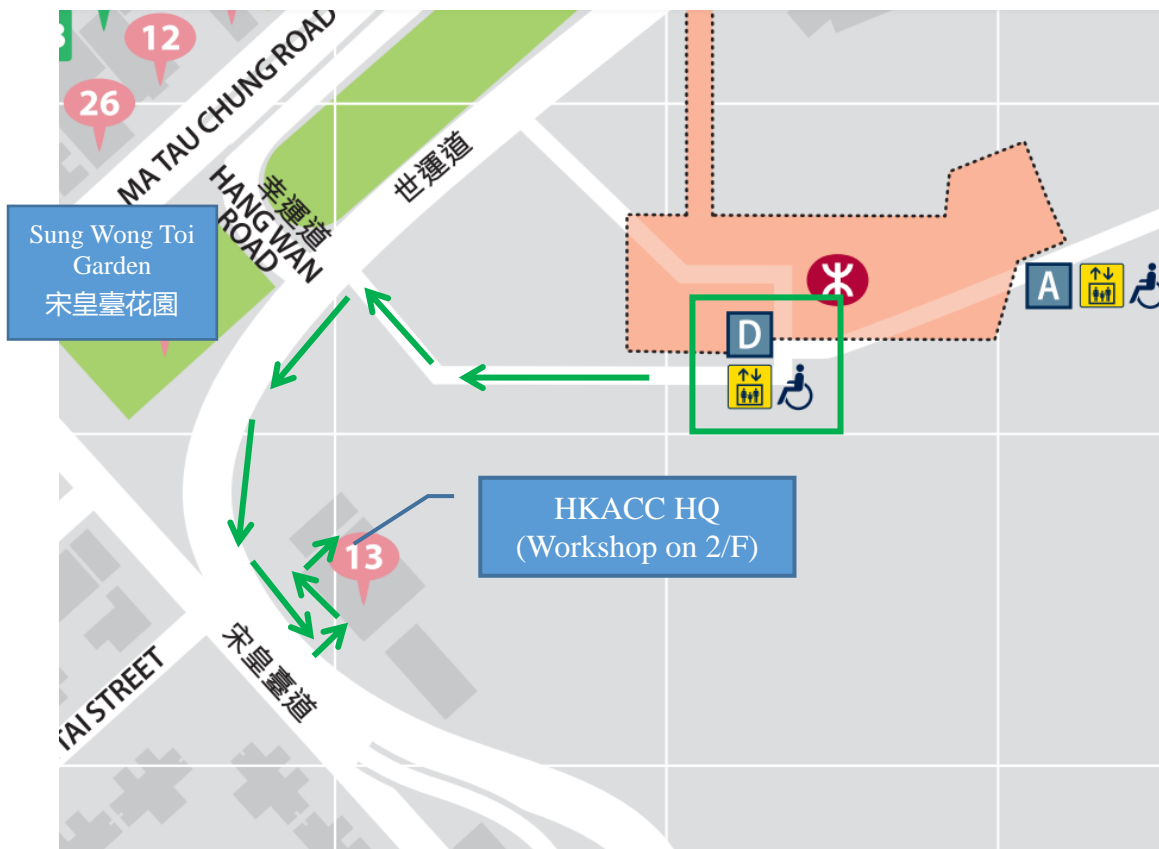 12
26
MA TAU CHUNG ROAD
幸運道
HANG WAN
ROAD
世運道
Sung Wong Toi
Garden
宋皇臺花園
A
D
HKACC HQ
(Workshop on 2/F)
13
宋皇臺道
TAI STREET